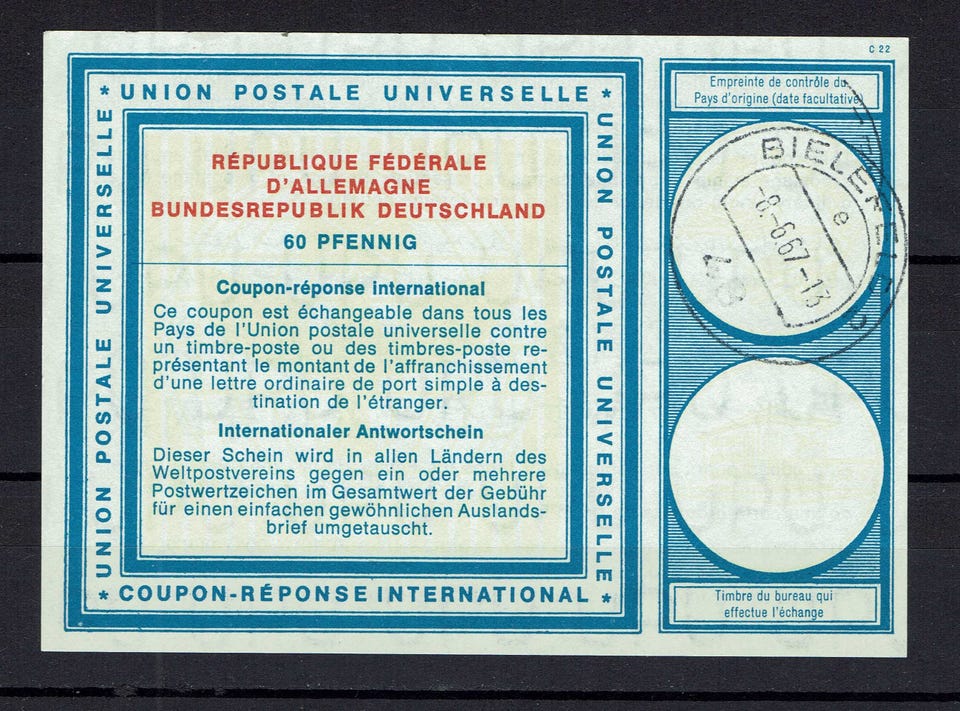 C 22
* UNION POSTALE UNIVERSELLE *
UNION POSTALE UNIVERSELLE
UNION POSTALE UNIVERSELLE
RÉPUBLIQUE FÉDÉRALE
D'ALLEMAGNE
BUNDESREPUBLIK DEUTSCHLAND
60 PFENNIG
Coupon-réponse international
Ce coupon est échangeable dans tous les
Pays de l'Union postale universelle contre
un timbre-poste ou des timbres-poste re-
présentant le montant de l'affranchissement
d'une lettre ordinaire de port simple à des-
tination de l'étranger.
Internationaler Antwortschein
Dieser Schein wird in allen Ländern des
Weltpostvereins gegen ein oder mehrere
Postwertzeichen im Gesamtwert der Gebühr
für einen einfachen gewöhnlichen Auslands-
brief umgetauscht.
* COUPON-RÉPONSE INTERNATIONAL *
Empreinte de contrôle du
Pays d'origine (date facultative)
BIELEFELD 2
e
-8-6.67-13
48
Timbre du bureau qui
effectue l'échange